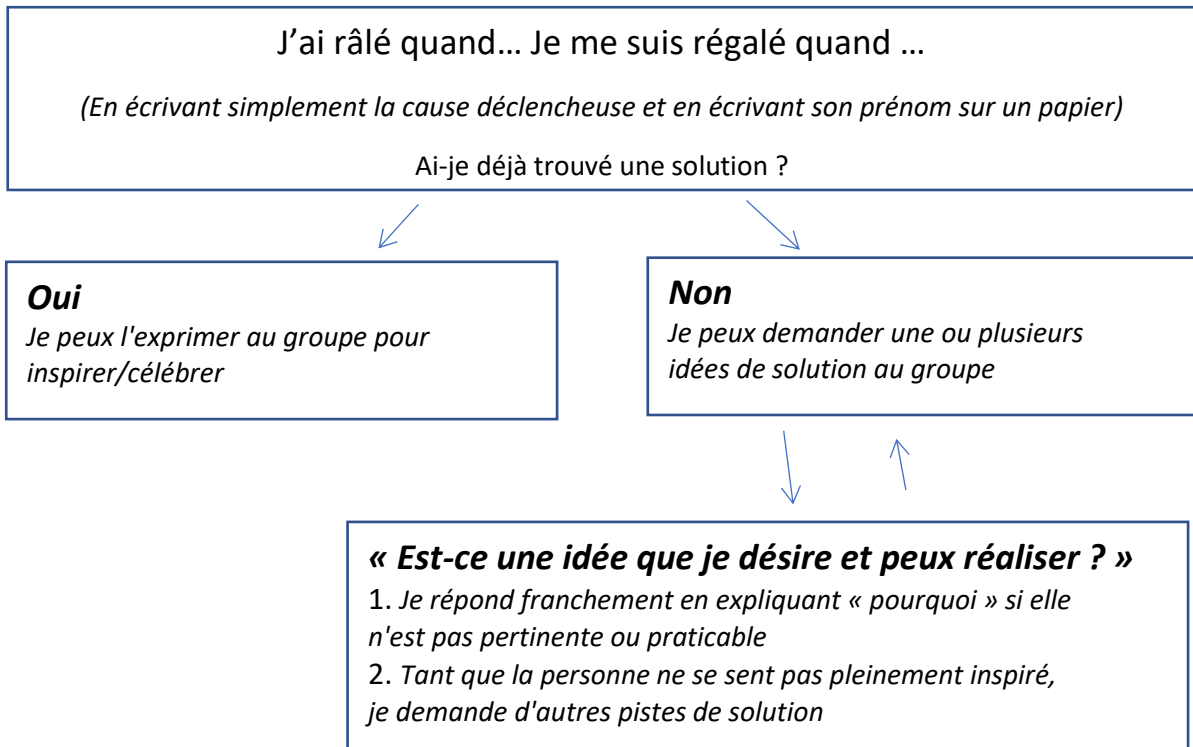 J’ai râlé quand… Je me suis régalé quand …
(En écrivant simplement la cause déclencheuse et en écrivant son prénom sur un papier)
Ai-je déjà trouvé une solution ?
Oui
Je peux l'exprimer au groupe pour
inspirer/célébrer
Non
Je peux demander une ou plusieurs
idées de solution au groupe
« Est-ce une idée que je désire et peux réaliser ? »
1. Je répond franchement en expliquant « pourquoi » si elle
n'est pas pertinente ou praticable
2. Tant que la personne ne se sent pas pleinement inspiré,
je demande d'autres pistes de solution